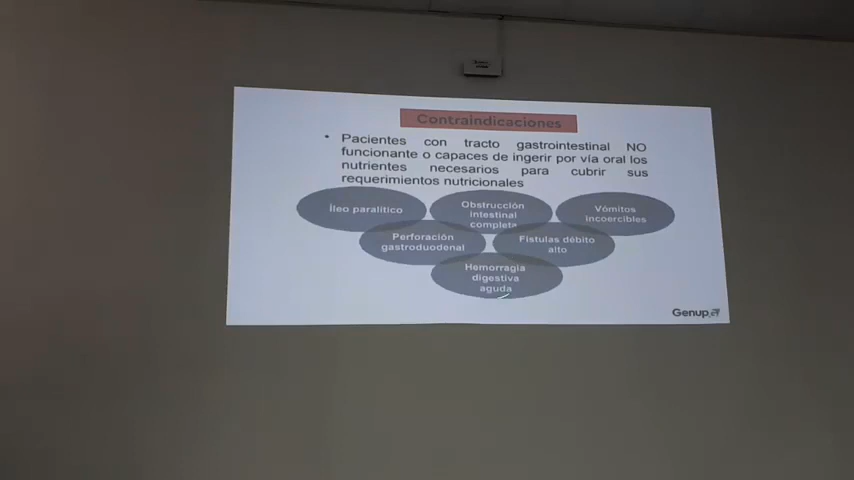 Contraindicaciones
• Pacientes con tracto gastrointestinal NO
funcionante o capaces de ingerir por vía oral los
nutrientes necesarios para cubrir sus
requerimientos nutricionales
Íleo paralítico
Obstrucción
intestinal
completa
Vómitos
incoercibles
Perforación
gastroduodenal
Fístulas débito
alto
Hemorragia
digestiva
aguda
Genup